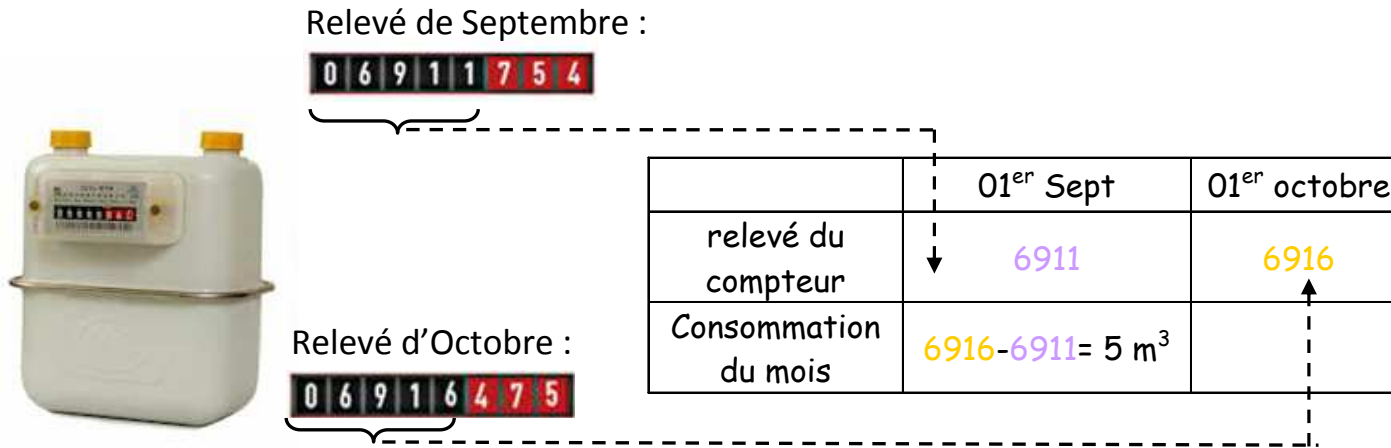 Relevé de Septembre :
0 6 9 1 1 7 5 4
01er Sept 01er octobre
relevé du
compteur
6911 6916
Consommation
du mois
6916-6911= 5 m³
Relevé d’Octobre :
0 6 9 1 6 4 7 5